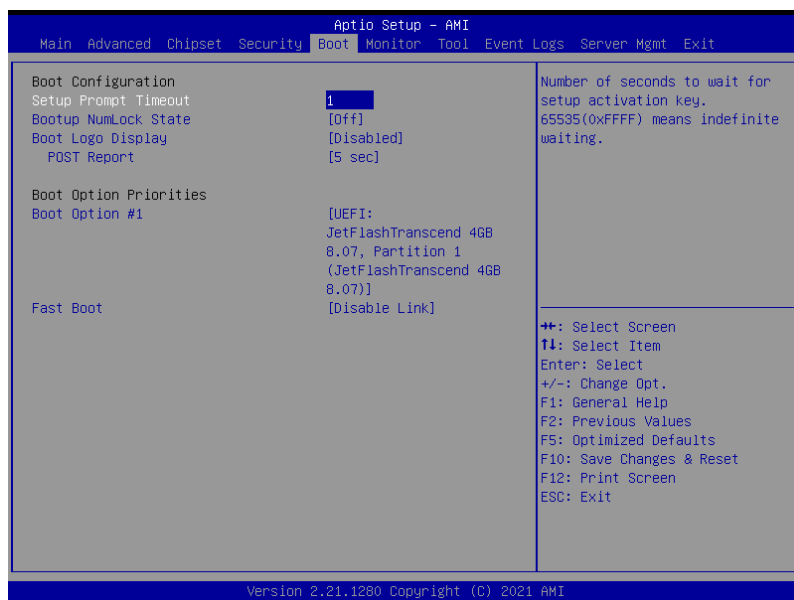 Aptio Setup – AMI
Main Advanced Chipset Security Boot Monitor Tool Event Logs Server Mgmt Exit
Boot Configuration
Setup Prompt Timeout 1
Bootup NumLock State [Off]
Boot Logo Display [Disabled]
POST Report [5 sec]
Boot Option Priorities
Boot Option #1 [UEFI:
JetFlashTranscend 4GB
8.07, Partition 1
(JetFlashTranscend 4GB
8.07)]
Fast Boot [Disable Link]
Number of seconds to wait for
setup activation key.
65535(0xFFFF) means indefinite
waiting.
→←: Select Screen
↑↓: Select Item
Enter: Select
+/-: Change Opt.
F1: General Help
F2: Previous Values
F5: Optimized Defaults
F10: Save Changes & Reset
F12: Print Screen
ESC: Exit
Version 2.21.1280 Copyright (C) 2021 AMI